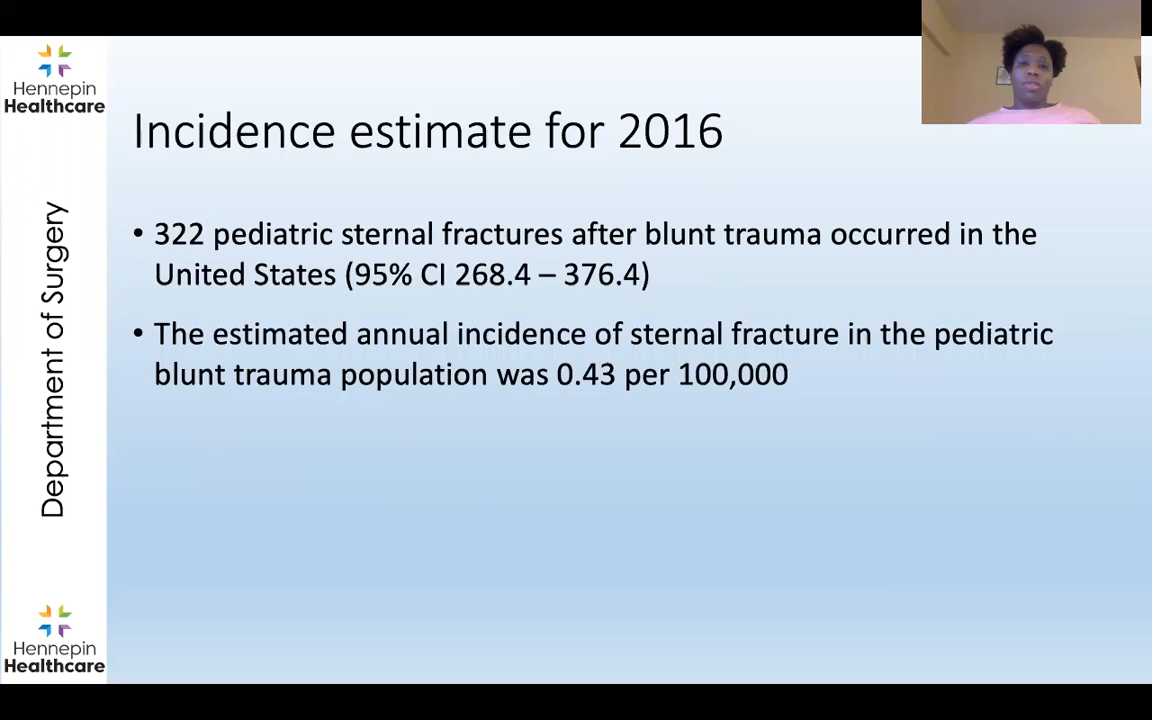 Hennepin
Healthcare
Incidence estimate for 2016
• 322 pediatric sternal fractures after blunt trauma occurred in the
United States (95% CI 268.4 – 376.4)
• The estimated annual incidence of sternal fracture in the pediatric
blunt trauma population was 0.43 per 100,000
Department of Surgery
Hennepin
Healthcare